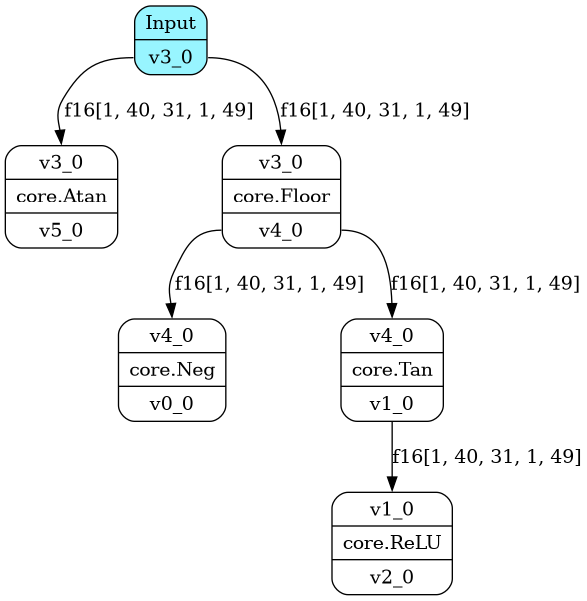 Input
v3_0
f16[1, 40, 31, 1, 49]
f16[1, 40, 31, 1, 49]
v3_0
core.Atan
v5_0
v3_0
core.Floor
v4_0
f16[1, 40, 31, 1, 49]
f16[1, 40, 31, 1, 49]
v4_0
core.Neg
v0_0
v4_0
core.Tan
v1_0
f16[1, 40, 31, 1, 49]
v1_0
core.ReLU
v2_0